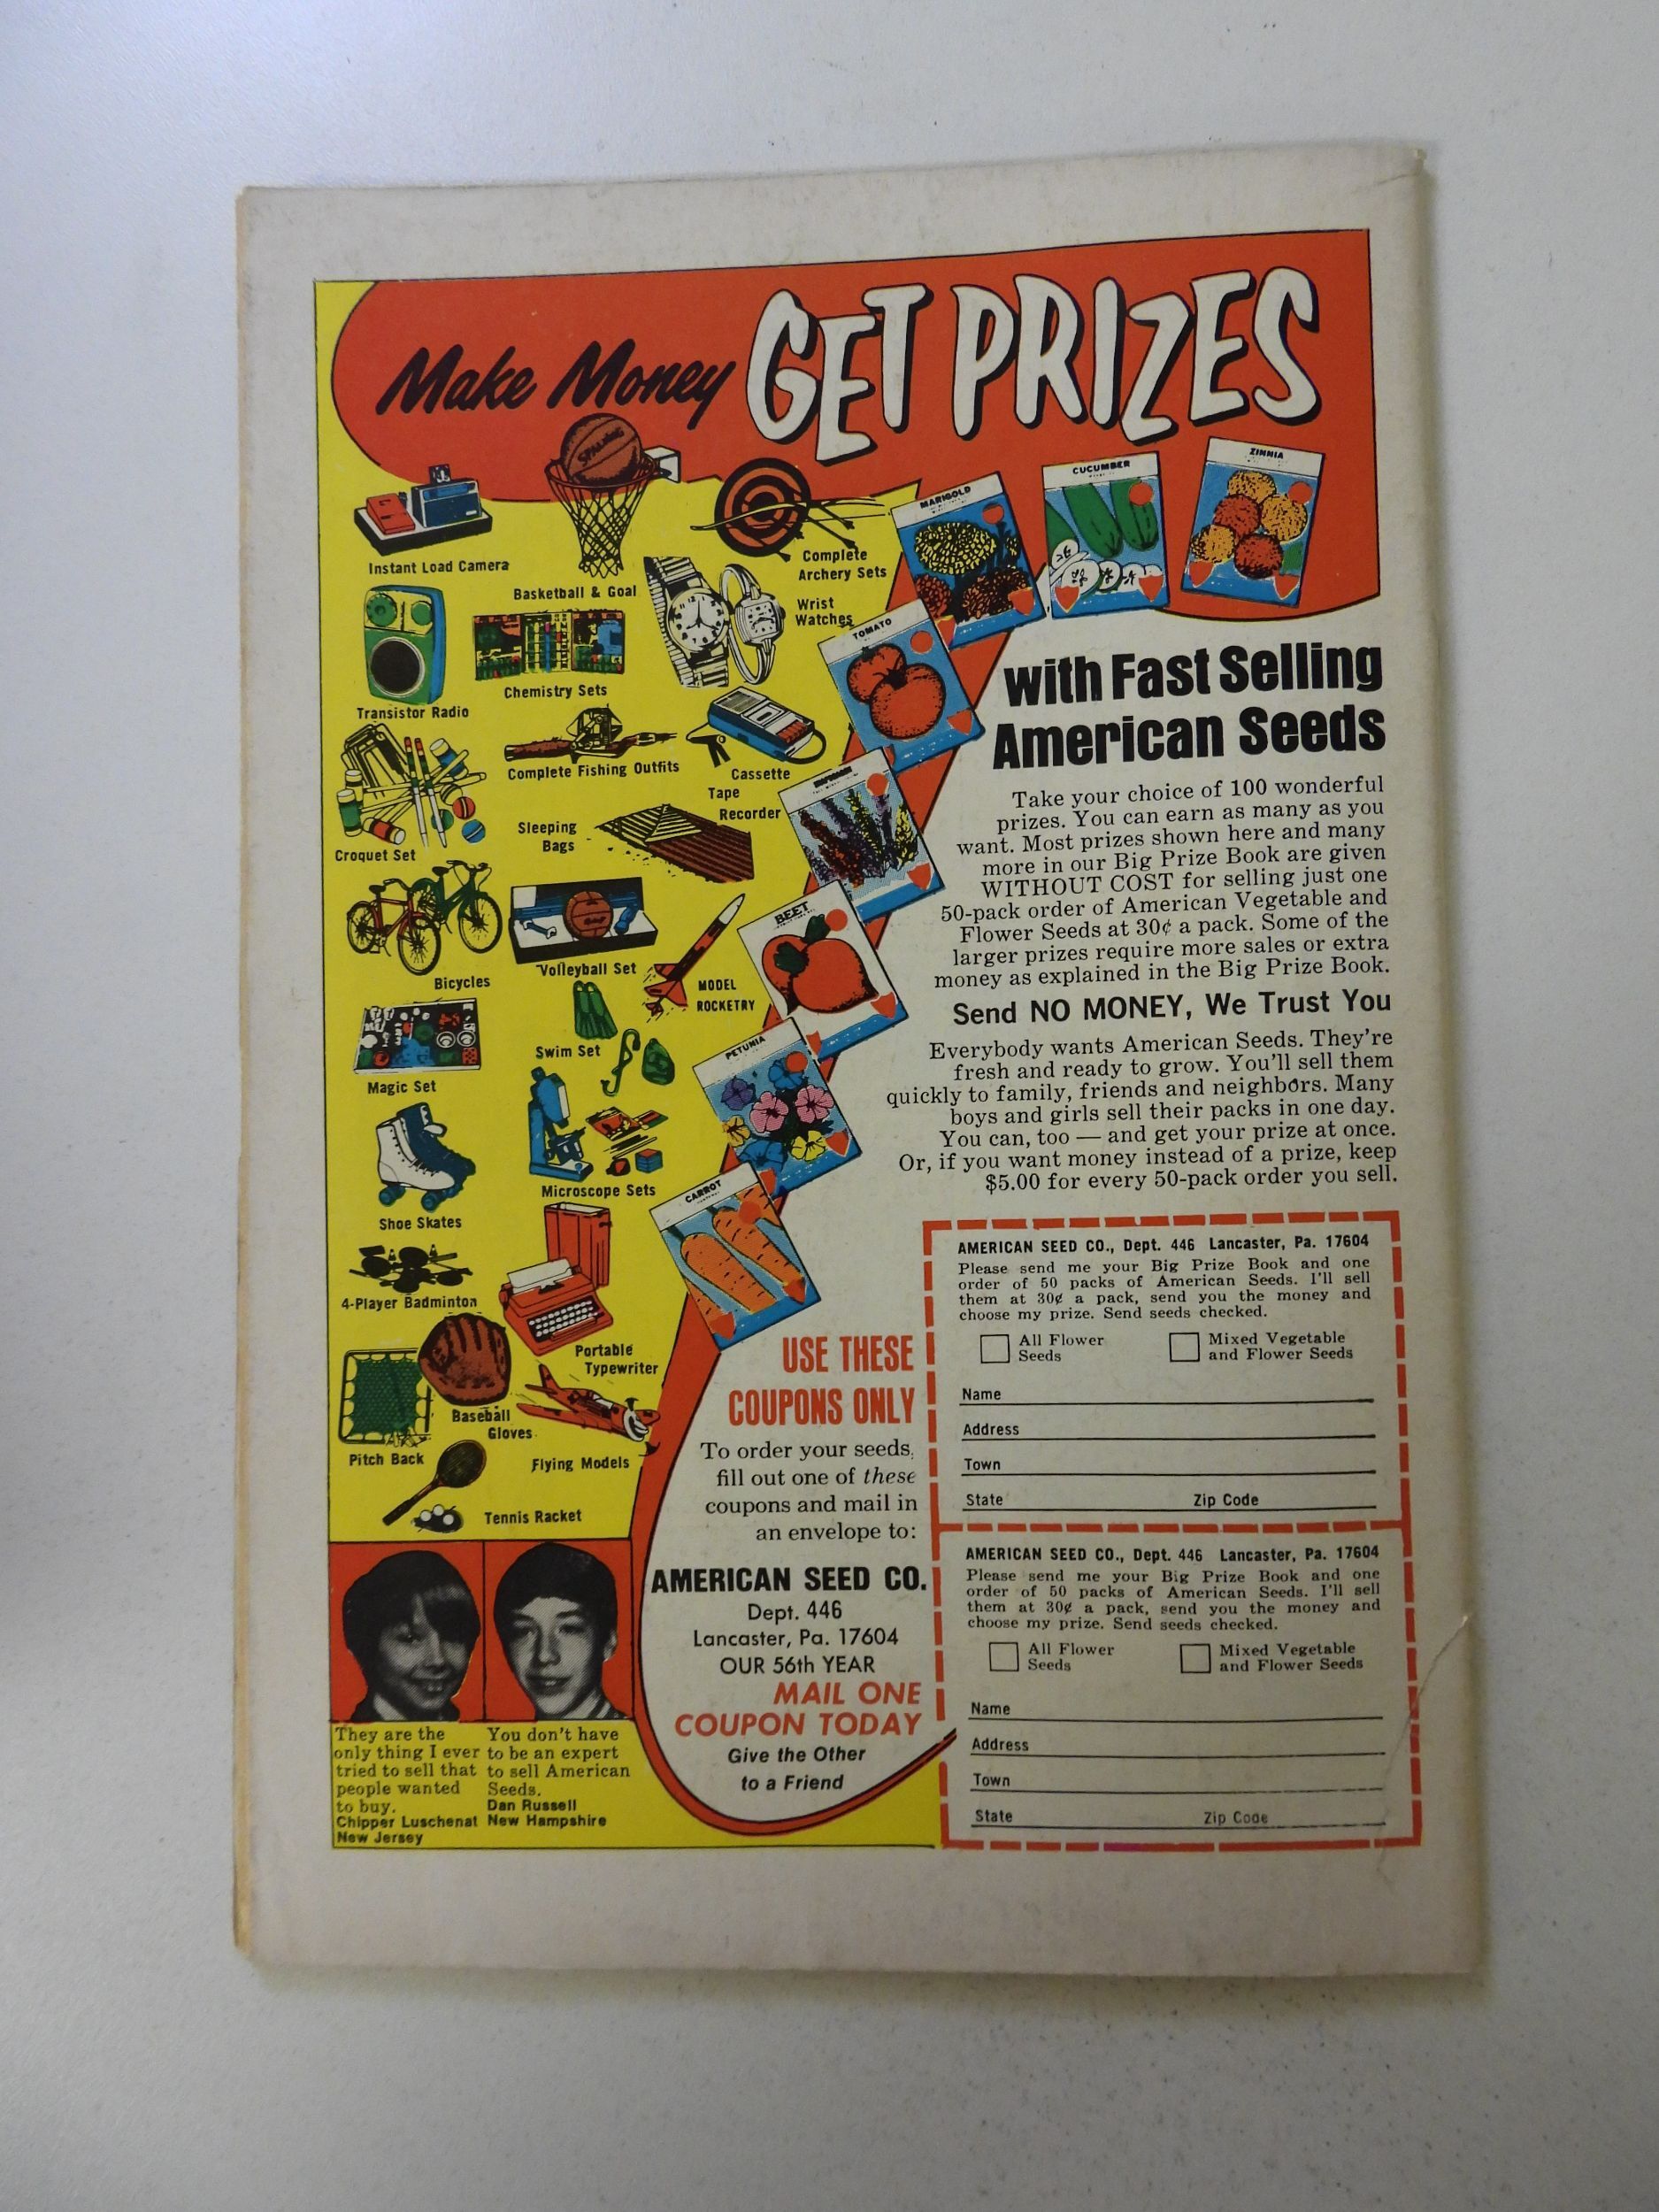 Make Money GET PRIZES
SPALDING
Instant Load Camera
Basketball & Goal
Complete
Archery Sets
Wrist
Watches
Transistor Radio
Chemistry Sets
Complete Fishing Outfits
Cassette
Tape
Recorder
Croquet Set
Sleeping
Bags
Bicycles
Volleyball Set
MODEL
ROCKETRY
Magic Set
Swim Set
Shoe Skates
Microscope Sets
4-Player Badminton
Portable
Typewriter
Baseball
Gloves
Pitch Back
Flying Models
Tennis Racket
MARIGOLD
CUCUMBER
ZINNIA
TOMATO
BEET
PETUNIA
CARROT
with Fast Selling
American Seeds
Take your choice of 100 wonderful
prizes. You can earn as many as you
want. Most prizes shown here and many
more in our Big Prize Book are given
WITHOUT COST for selling just one
50-pack order of American Vegetable and
Flower Seeds at 30¢ a pack. Some of the
larger prizes require more sales or extra
money as explained in the Big Prize Book.
Send NO MONEY, We Trust You
Everybody wants American Seeds. They're
fresh and ready to grow. You'll sell them
quickly to family, friends and neighbors. Many
boys and girls sell their packs in one day.
You can, too — and get your prize at once.
Or, if you want money instead of a prize, keep
$5.00 for every 50-pack order you sell.
USE THESE
COUPONS ONLY
To order your seeds,
fill out one of these
coupons and mail in
an envelope to:
AMERICAN SEED CO.
Dept. 446
Lancaster, Pa. 17604
OUR 56th YEAR
MAIL ONE
COUPON TODAY
Give the Other
to a Friend
AMERICAN SEED CO., Dept. 446 Lancaster, Pa. 17604
Please send me your Big Prize Book and one
order of 50 packs of American Seeds. I'll sell
them at 30¢ a pack, send you the money and
choose my prize. Send seeds checked.
All Flower
Seeds
Mixed Vegetable
and Flower Seeds
Name
Address
Town
State Zip Code
AMERICAN SEED CO., Dept. 446 Lancaster, Pa. 17604
Please send me your Big Prize Book and one
order of 50 packs of American Seeds. I'll sell
them at 30¢ a pack, send you the money and
choose my prize. Send seeds checked.
All Flower
Seeds
Mixed Vegetable
and Flower Seeds
Name
Address
Town
State Zip Code
They are the
only thing I ever
tried to sell that
people wanted
to buy.
Chipper Luschenat
New Jersey
You don't have
to be an expert
to sell American
Seeds.
Dan Russell
New Hampshire